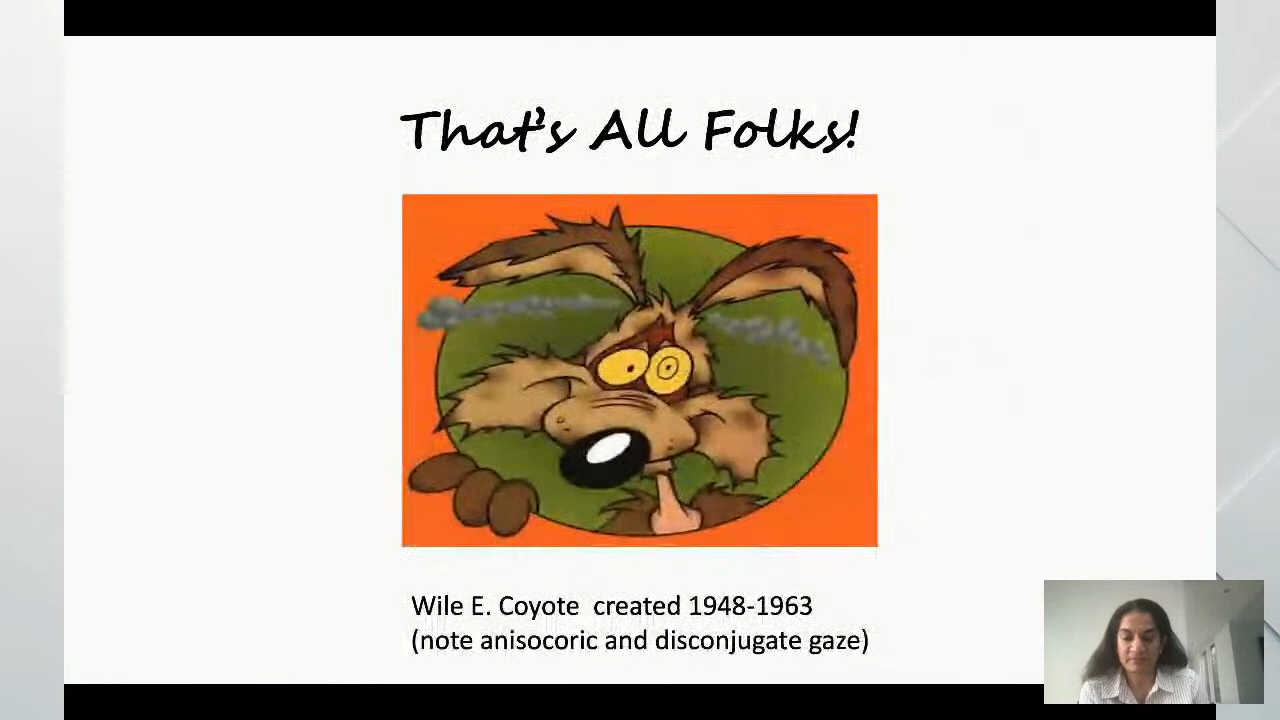 That's All Folks!
Wile E. Coyote  created 1948-1963
(note anisocoric and disconjugate gaze)